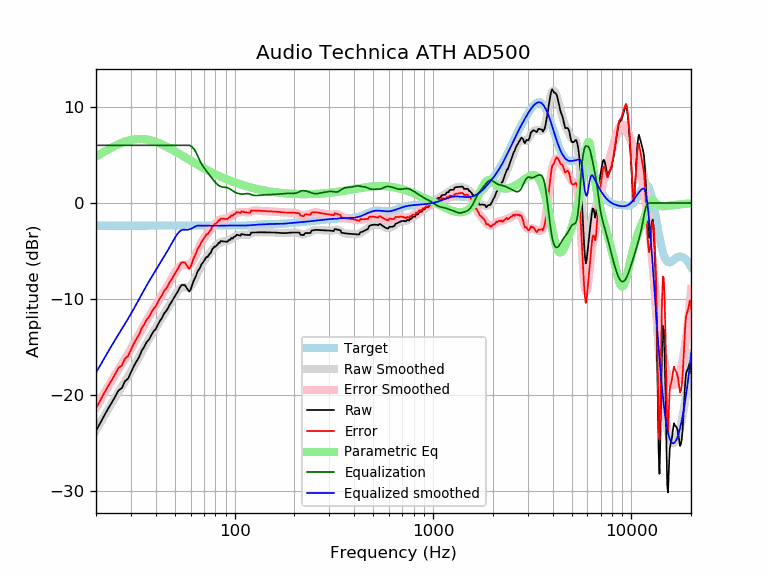 Audio Technica ATH AD500
Amplitude (dBr)
10
0
−10
−20
−30
Target
Raw Smoothed
Error Smoothed
Raw
Error
Parametric Eq
Equalization
Equalized smoothed
100
1000
10000
Frequency (Hz)